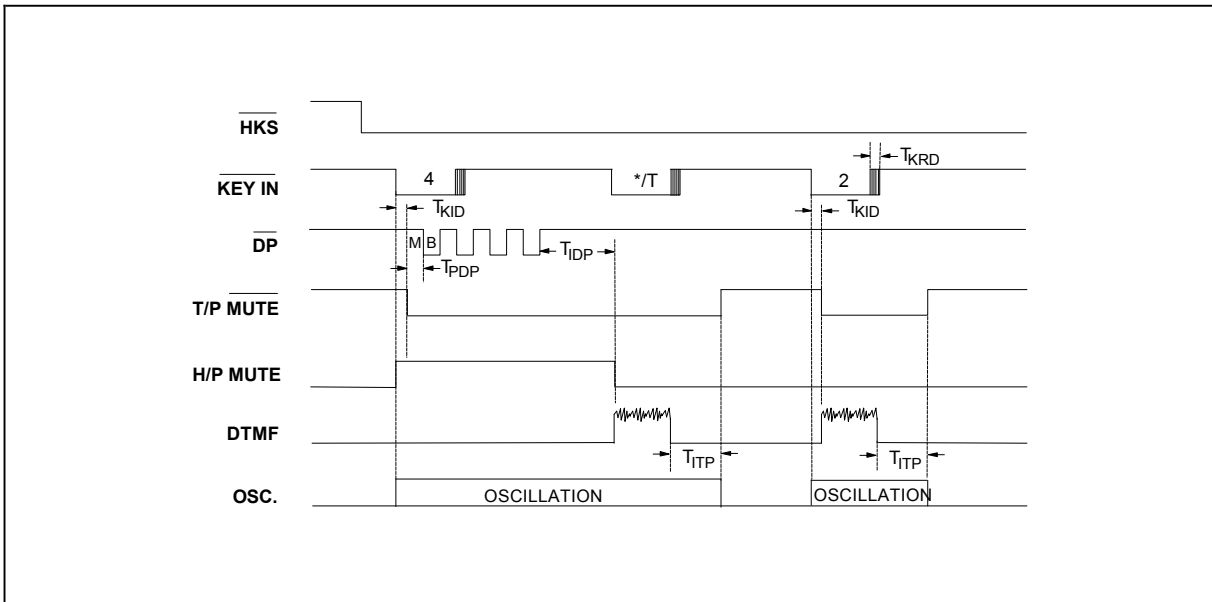 HKS
TKRD
KEY IN 4 */T 2
TKID TKID
DP M B TIDP
TPDP
T/P MUTE
H/P MUTE
DTMF
TITP TITP
OSC. OSCILLATION OSCILLATION